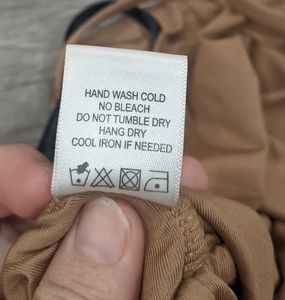 HAND WASH COLD
NO BLEACH
DO NOT TUMBLE DRY
HANG DRY
COOL IRON IF NEEDED